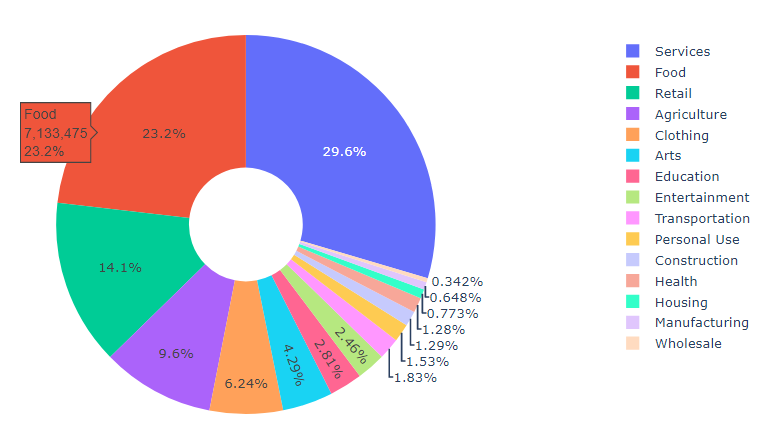 Food
7,133,475
23.2%
23.2%
29.6%
14.1%
9.6%
6.24%
4.29%
2.81%
2.46%
0.342%
0.648%
0.773%
1.28%
1.29%
1.53%
1.83%
Services
Food
Retail
Agriculture
Clothing
Arts
Education
Entertainment
Transportation
Personal Use
Construction
Health
Housing
Manufacturing
Wholesale